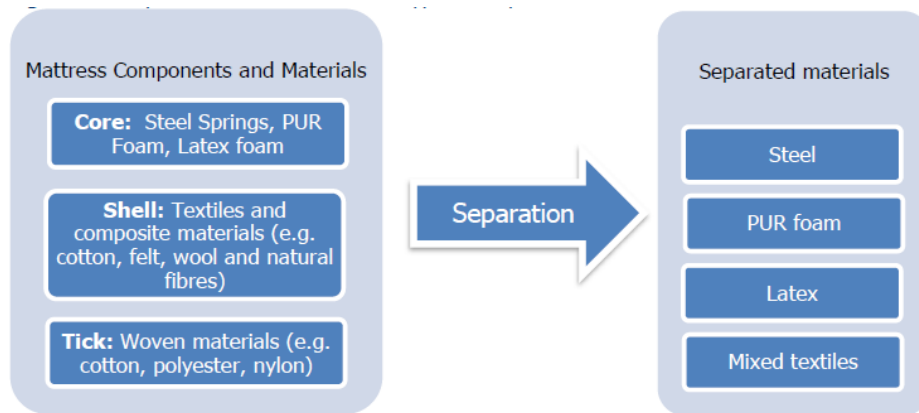 Mattress Components and Materials
Core: Steel Springs, PUR
Foam, Latex foam
Shell: Textiles and
composite materials (e.g.
cotton, felt, wool and natural
fibres)
Tick: Woven materials (e.g.
cotton, polyester, nylon)
Separation
Separated materials
Steel
PUR foam
Latex
Mixed textiles